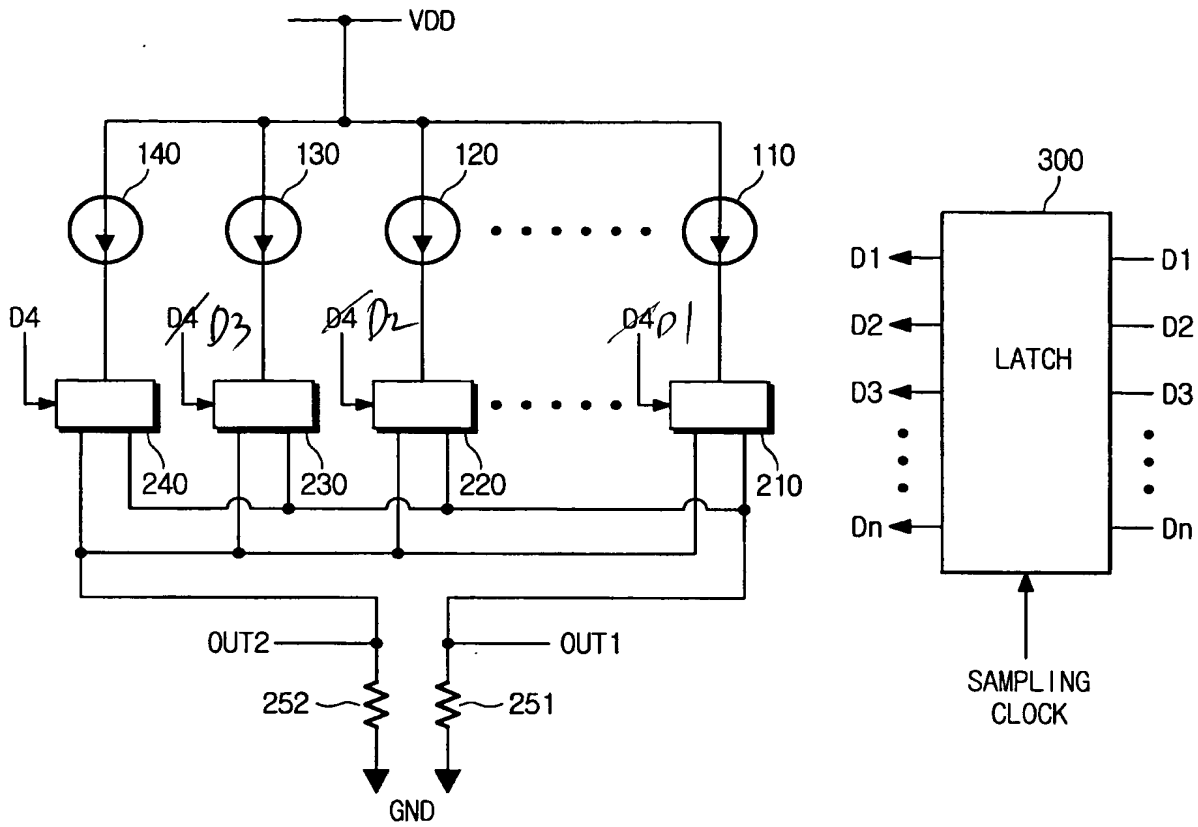 VDD
140
130
120
110
300
D1
D1
D4
D4 D3
D4 D2
D4 D1
D2
D2
LATCH
D3
D3
240
230
220
210
Dn
Dn
OUT2
OUT1
252
251
SAMPLING
CLOCK
GND